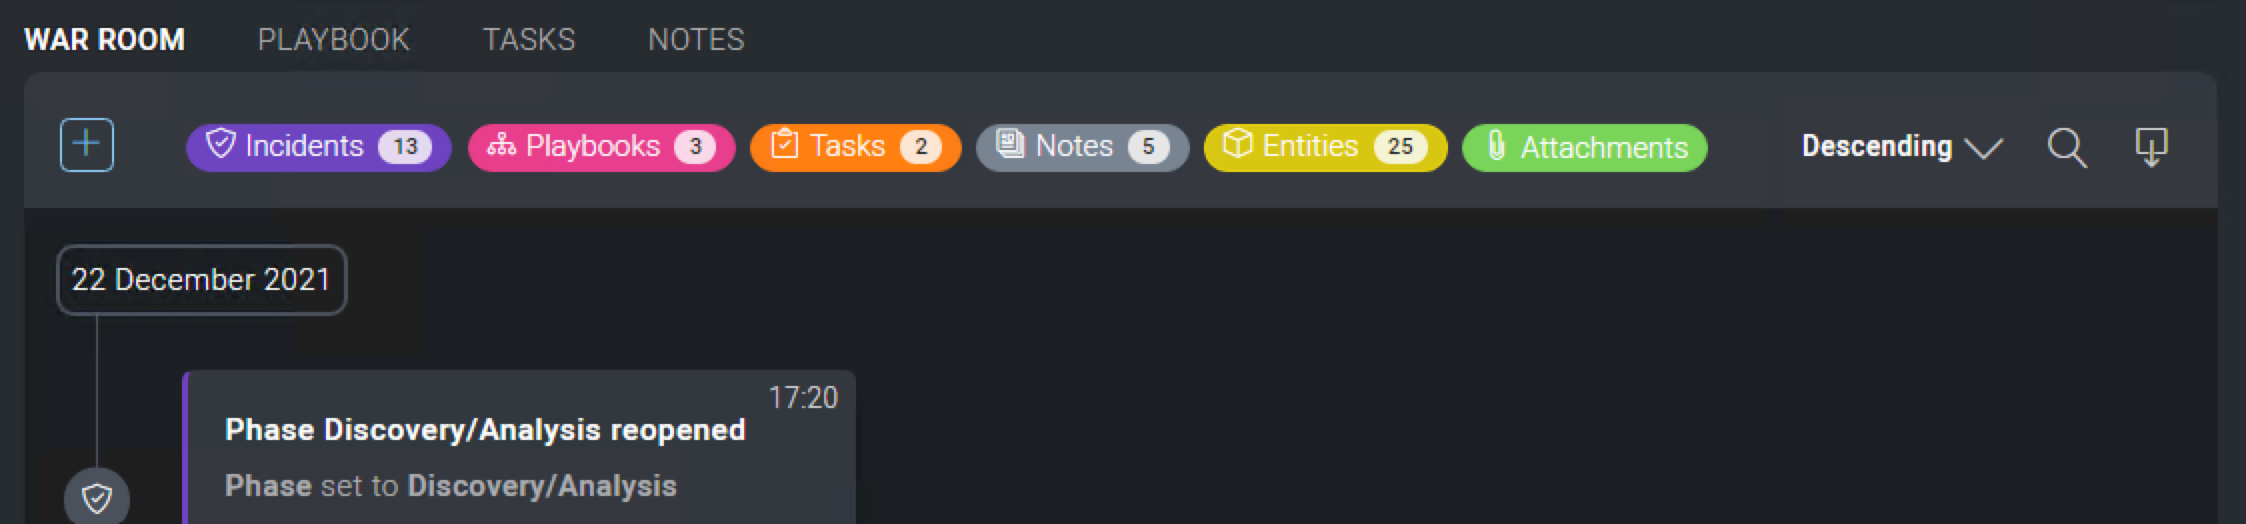 WAR ROOM PLAYBOOK TASKS NOTES
Incidents 13 Playbooks 3 Tasks 2 Notes 5 Entities 25 Attachments Descending
22 December 2021
17:20
Phase Discovery/Analysis reopened
Phase set to Discovery/Analysis